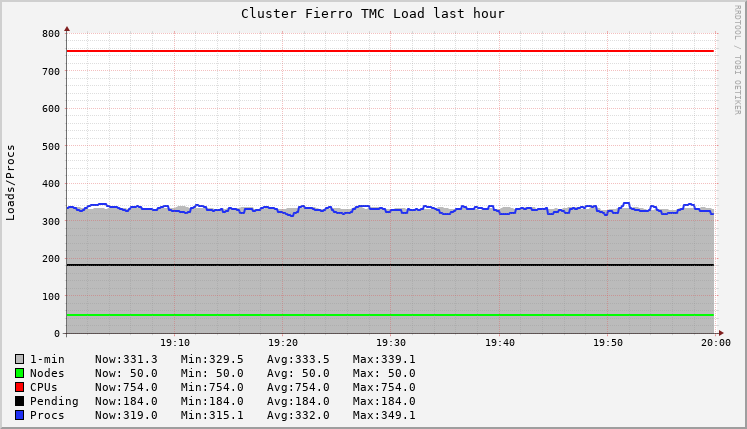 Cluster Fierro TMC Load last hour
RRDTOOL / TOBI OETIKER
Loads/Procs
800
700
600
500
400
300
200
100
0
19:10 19:20 19:30 19:40 19:50 20:00
1-min Now:331.3 Min:329.5 Avg:333.5 Max:339.1
Nodes Now: 50.0 Min: 50.0 Avg: 50.0 Max: 50.0
CPUs Now:754.0 Min:754.0 Avg:754.0 Max:754.0
Pending Now:184.0 Min:184.0 Avg:184.0 Max:184.0
Procs Now:319.0 Min:315.1 Avg:332.0 Max:349.1